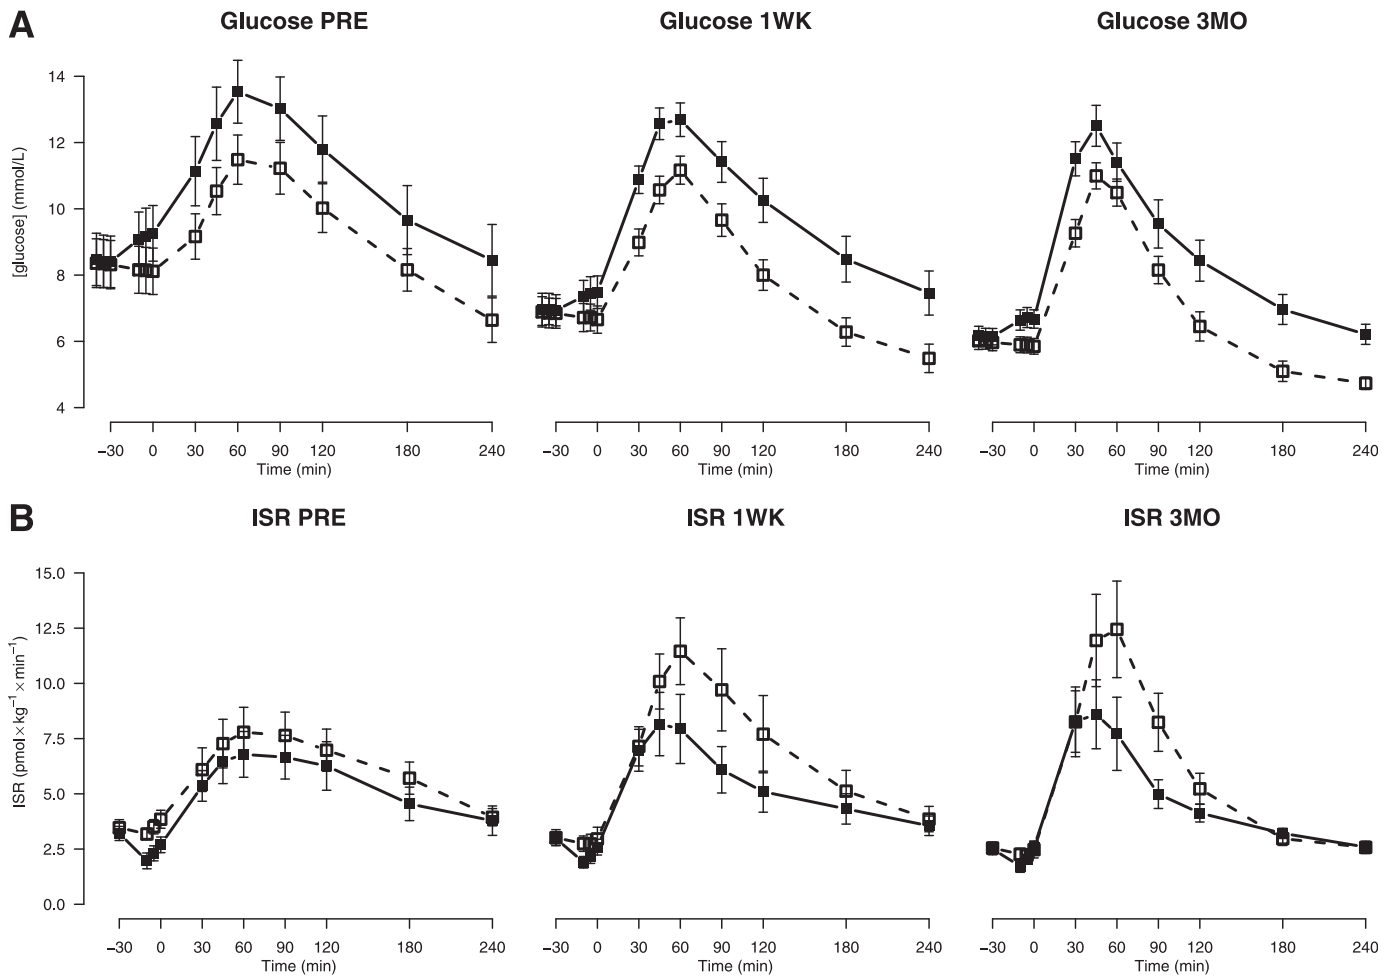 A
Glucose PRE
Glucose 1WK
Glucose 3MO
[glucose] (mmol/L)
14
12
10
8
6
4
−30 0 30 60 90 120 180 240
Time (min)
−30 0 30 60 90 120 180 240
Time (min)
−30 0 30 60 90 120 180 240
Time (min)
B
ISR PRE
ISR 1WK
ISR 3MO
ISR (pmol × kg⁻¹ × min⁻¹)
15.0
12.5
10.0
7.5
5.0
2.5
0.0
−30 0 30 60 90 120 180 240
Time (min)
−30 0 30 60 90 120 180 240
Time (min)
−30 0 30 60 90 120 180 240
Time (min)